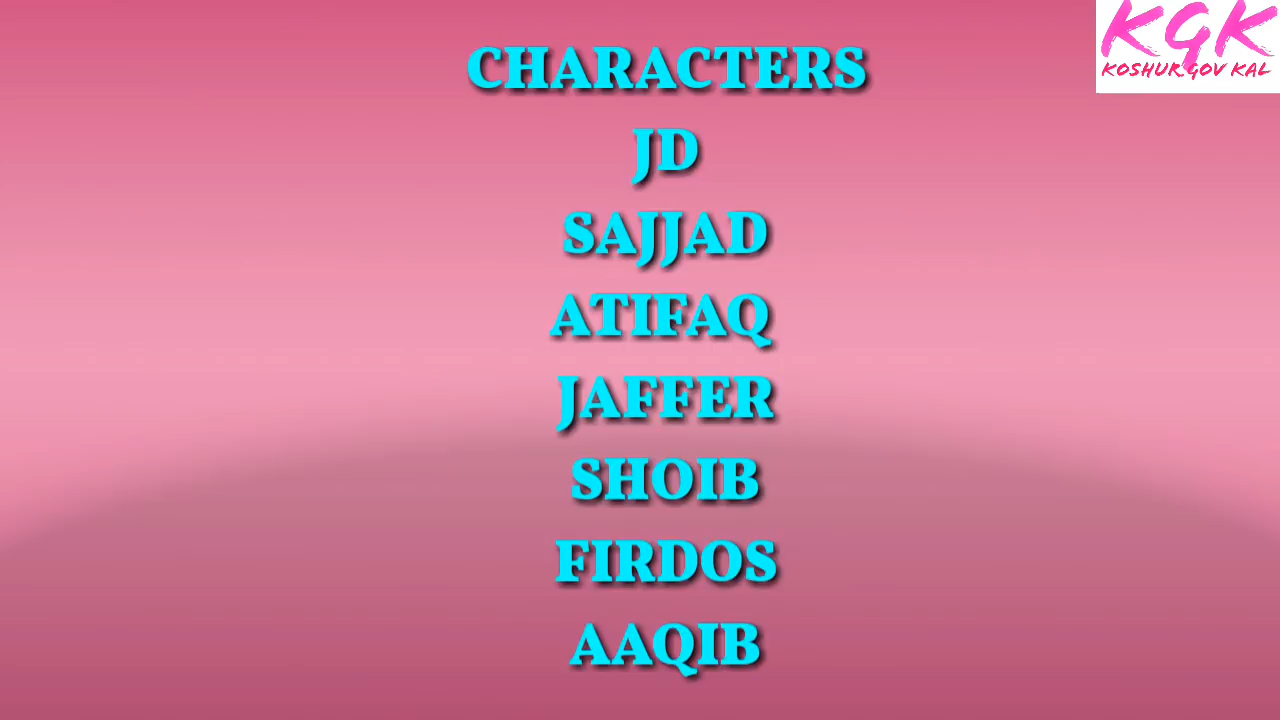 KGK
KOSHUR GOV KAL
CHARACTERS
JD
SAJJAD
ATIFAQ
JAFFER
SHOIB
FIRDOS
AAQIB